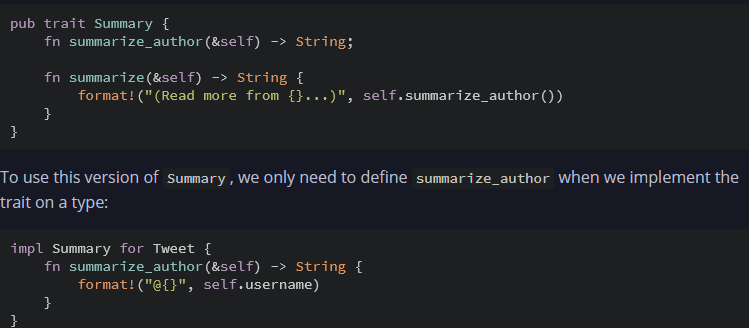 pub trait Summary {
    fn summarize_author(&self) -> String;

    fn summarize(&self) -> String {
        format!("(Read more from {}...)", self.summarize_author())
    }
}
To use this version of Summary, we only need to define summarize_author when we implement the
trait on a type:
impl Summary for Tweet {
    fn summarize_author(&self) -> String {
        format!("@{}", self.username)
    }
}